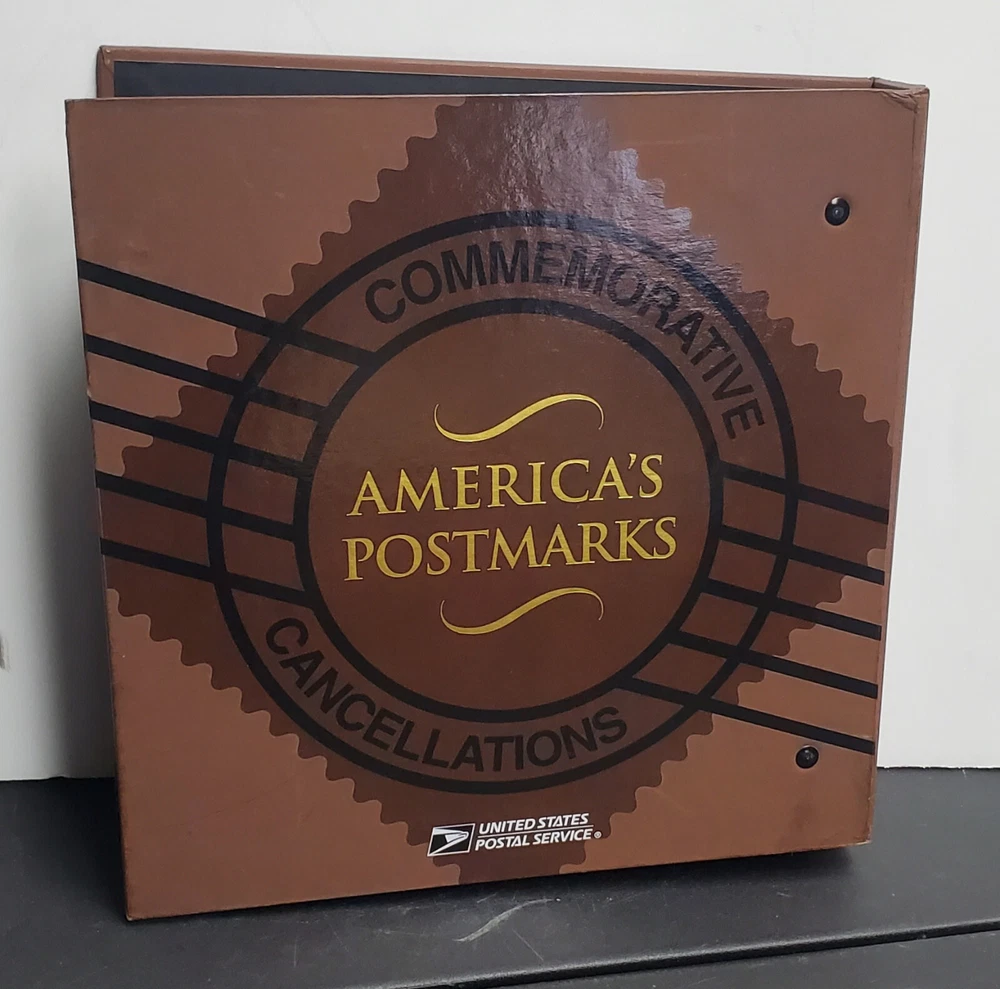 COMMEMORATIVE
AMERICA'S
POSTMARKS
CANCELLATIONS
UNITED STATES
POSTAL SERVICE®